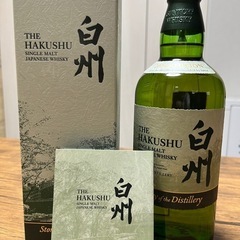 THE
HAKUSHU
SINGLE MALT
JAPANESE WHISKY
白州
THE
HAKUSHU
SINGLE MALT
JAPANESE WHISKY
白州
THE
HAKUSHU
SINGLE MALT
JAPANESE WHISKY
白州
of the Distillery